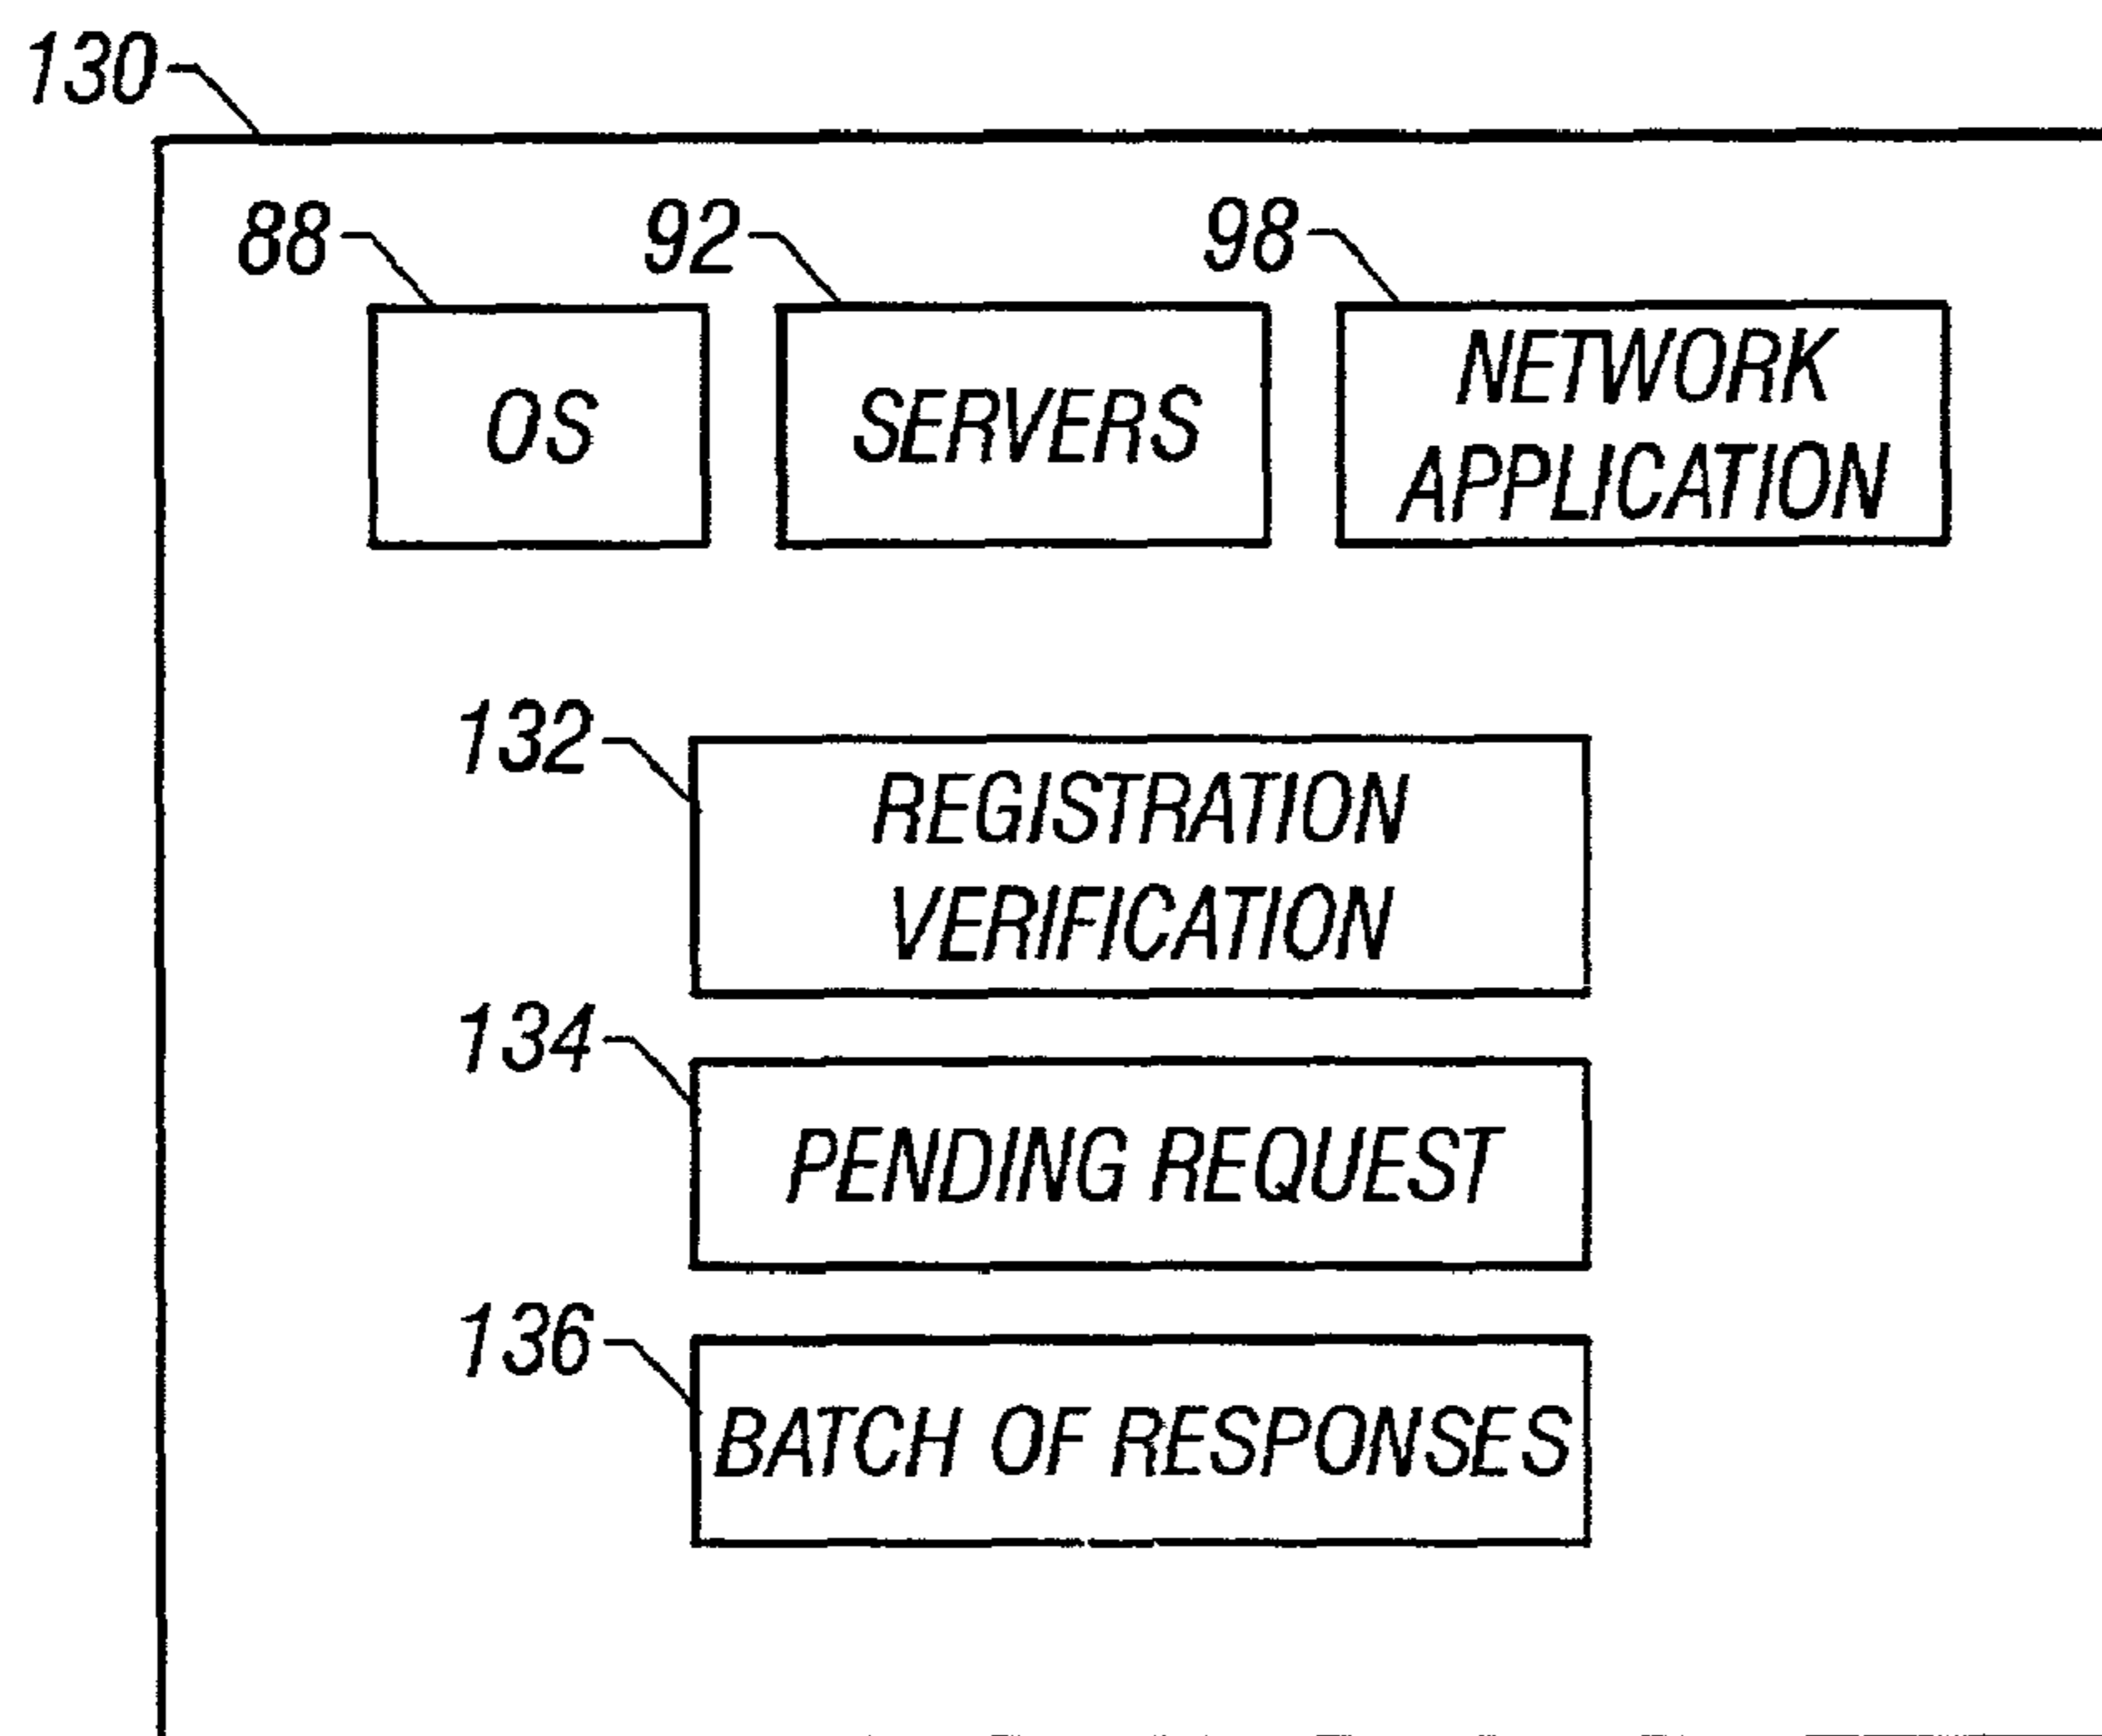 130
88
92
98
OS
SERVERS
NETWORK
APPLICATION
132
REGISTRATION
VERIFICATION
134
PENDING REQUEST
136
BATCH OF RESPONSES